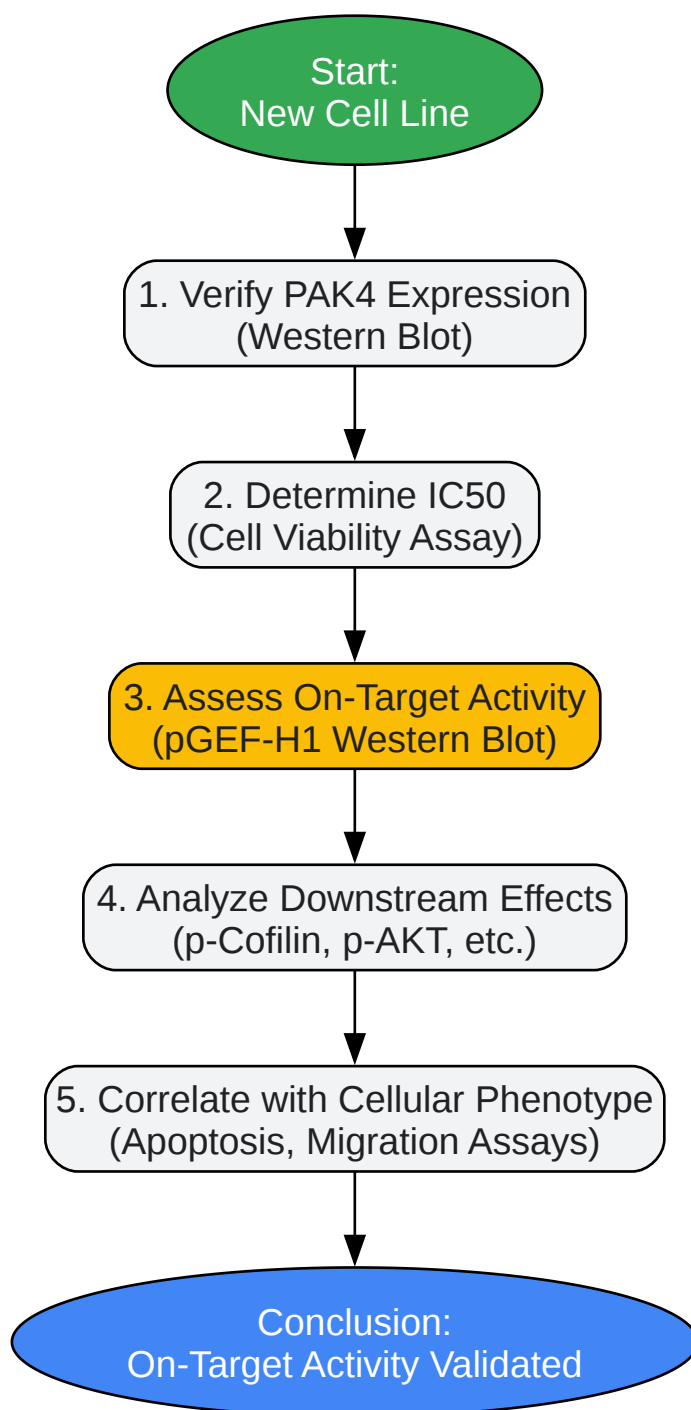 Start:
New Cell Line
1. Verify PAK4 Expression
(Western Blot)
2. Determine IC50
(Cell Viability Assay)
3. Assess On-Target Activity
(pGEF-H1 Western Blot)
4. Analyze Downstream Effects
(p-Cofilin, p-AKT, etc.)
5. Correlate with Cellular Phenotype
(Apoptosis, Migration Assays)
Conclusion:
On-Target Activity Validated